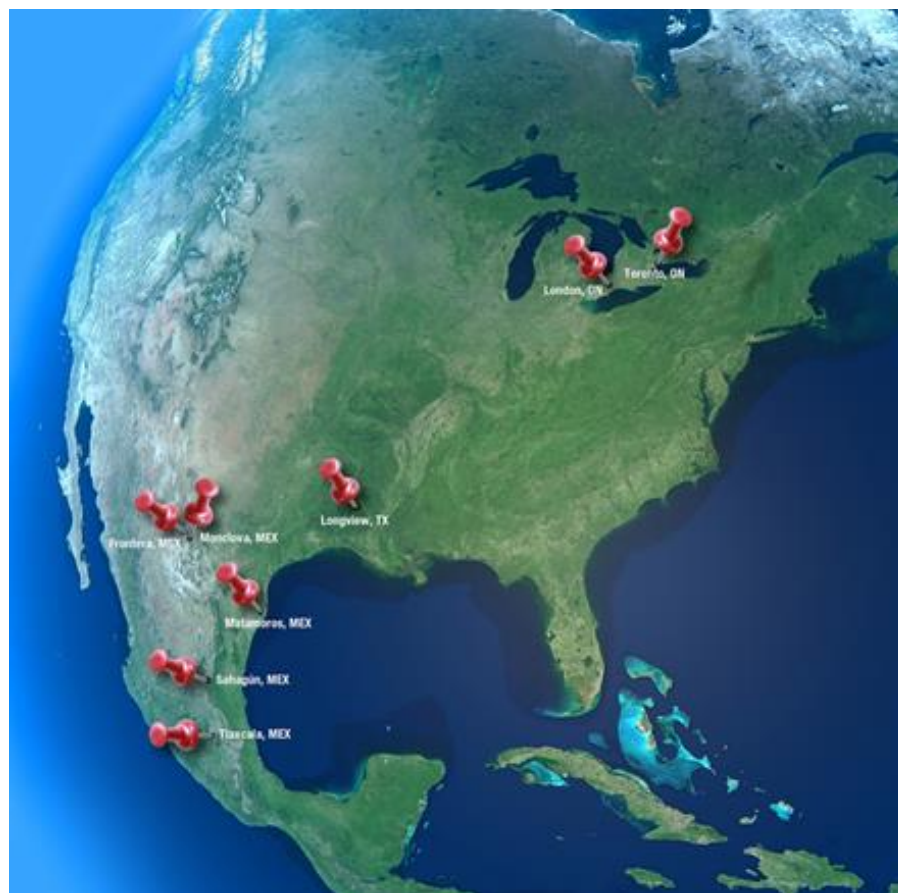 Toronto, ON
London, ON
Longview, TX
Frontera, MEX
Monclova, MEX
Matamoros, MEX
Sahagún, MEX
Tlaxcala, MEX